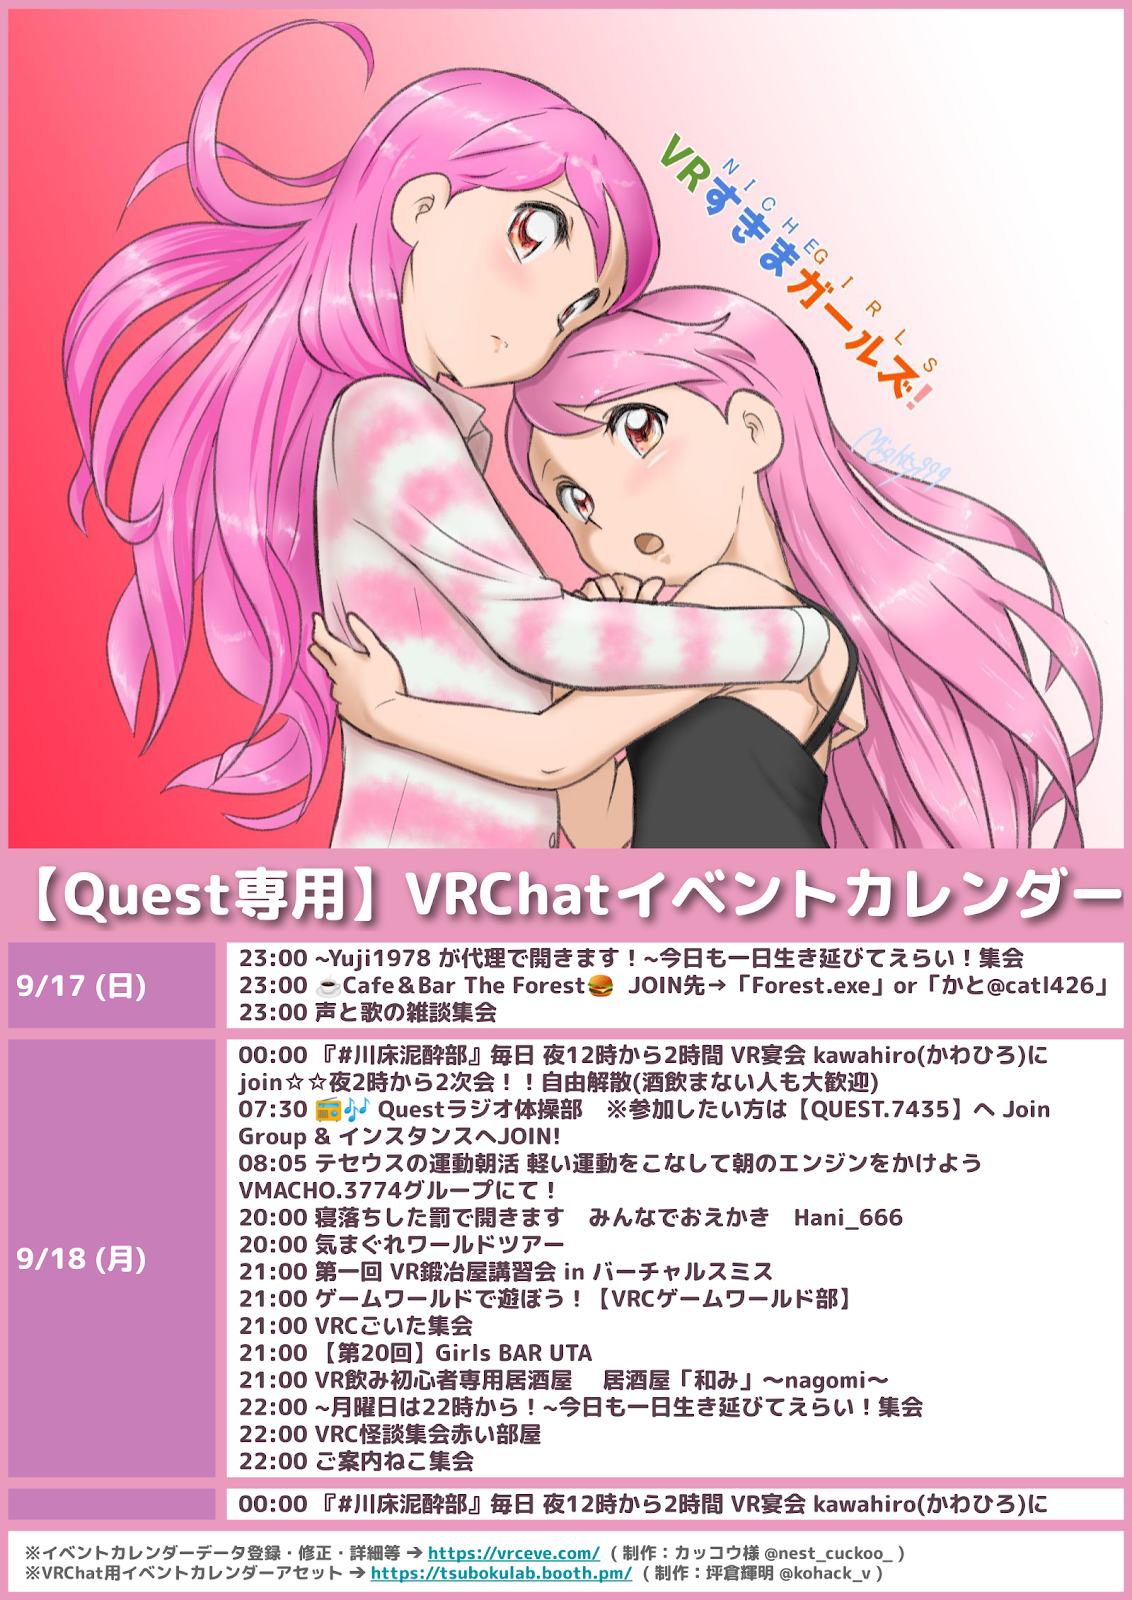 VRすきまガールズ!
NICHEGIRLS
Mighty999
【Quest専用】VRChatイベントカレンダー
9/17 (日)
23:00 ~Yuji1978 が代理で開きます！~今日も一日生き延びてえらい！集会
23:00 ☕Cafe＆Bar The Forest🍔 JOIN先→「Forest.exe」or「かと@catl426」
23:00 声と歌の雑談集会
9/18 (月)
00:00 『#川床泥酔部』毎日 夜12時から2時間 VR宴会 kawahiro(かわひろ)に
join☆☆夜2時から2次会！！自由解散(酒飲まない人も大歓迎)
07:30 📻🎶 Questラジオ体操部　※参加したい方は【QUEST.7435】へ Join
Group & インスタンスへJOIN!
08:05 テセウスの運動朝活 軽い運動をこなして朝のエンジンをかけよう
VMACHO.3774グループにて！
20:00 寝落ちした罰で開きます　みんなでおえかき　Hani_666
20:00 気まぐれワールドツアー
21:00 第一回 VR鍛冶屋講習会 in バーチャルスミス
21:00 ゲームワールドで遊ぼう！【VRCゲームワールド部】
21:00 VRCごいた集会
21:00 【第20回】Girls BAR UTA
21:00 VR飲み初心者専用居酒屋　 居酒屋「和み」〜nagomi〜
22:00 ~月曜日は22時から！~今日も一日生き延びてえらい！集会
22:00 VRC怪談集会赤い部屋
22:00 ご案内ねこ集会
00:00 『#川床泥酔部』毎日 夜12時から2時間 VR宴会 kawahiro(かわひろ)に
※イベントカレンダーデータ登録・修正・詳細等 ➔ https://vrceve.com/ ( 制作：カッコウ様 @nest_cuckoo_ )
※VRChat用イベントカレンダーアセット ➔ https://tsubokulab.booth.pm/ ( 制作：坪倉輝明 @kohack_v )